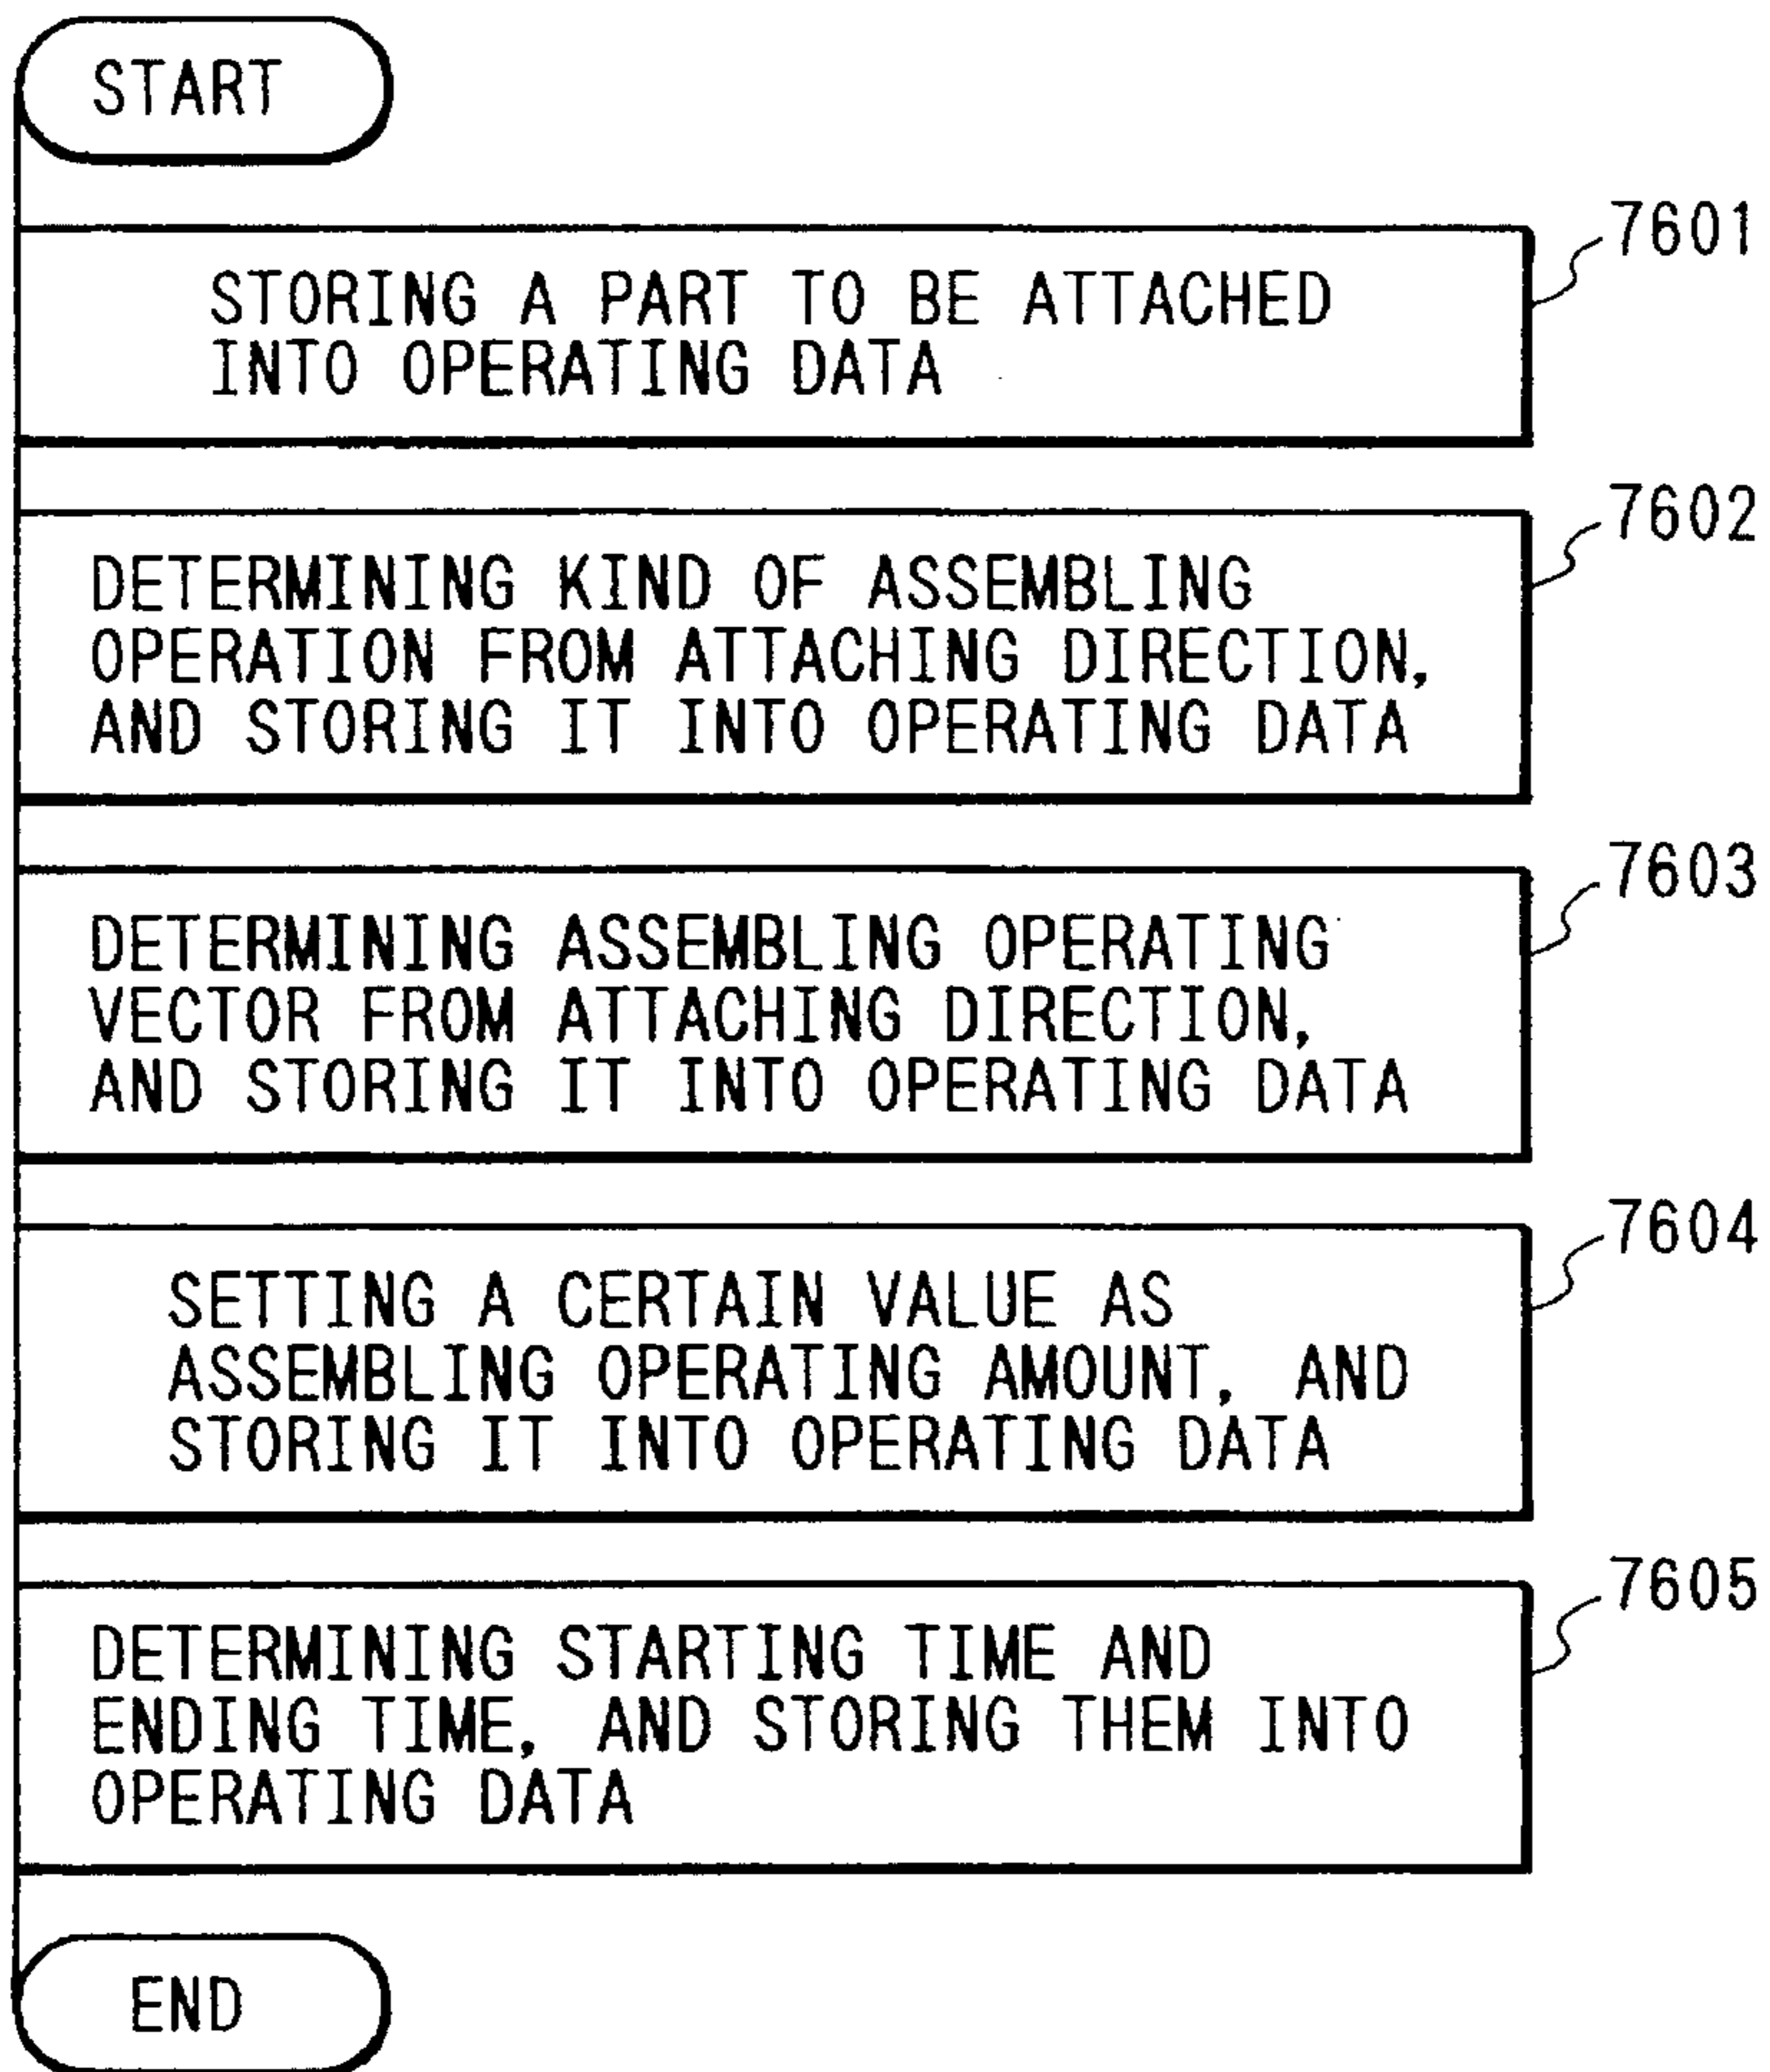 START
7601
STORING A PART TO BE ATTACHED
INTO OPERATING DATA
7602
DETERMINING KIND OF ASSEMBLING
OPERATION FROM ATTACHING DIRECTION,
AND STORING IT INTO OPERATING DATA
7603
DETERMINING ASSEMBLING OPERATING
VECTOR FROM ATTACHING DIRECTION,
AND STORING IT INTO OPERATING DATA
7604
SETTING A CERTAIN VALUE AS
ASSEMBLING OPERATING AMOUNT, AND
STORING IT INTO OPERATING DATA
7605
DETERMINING STARTING TIME AND
ENDING TIME, AND STORING THEM INTO
OPERATING DATA
END